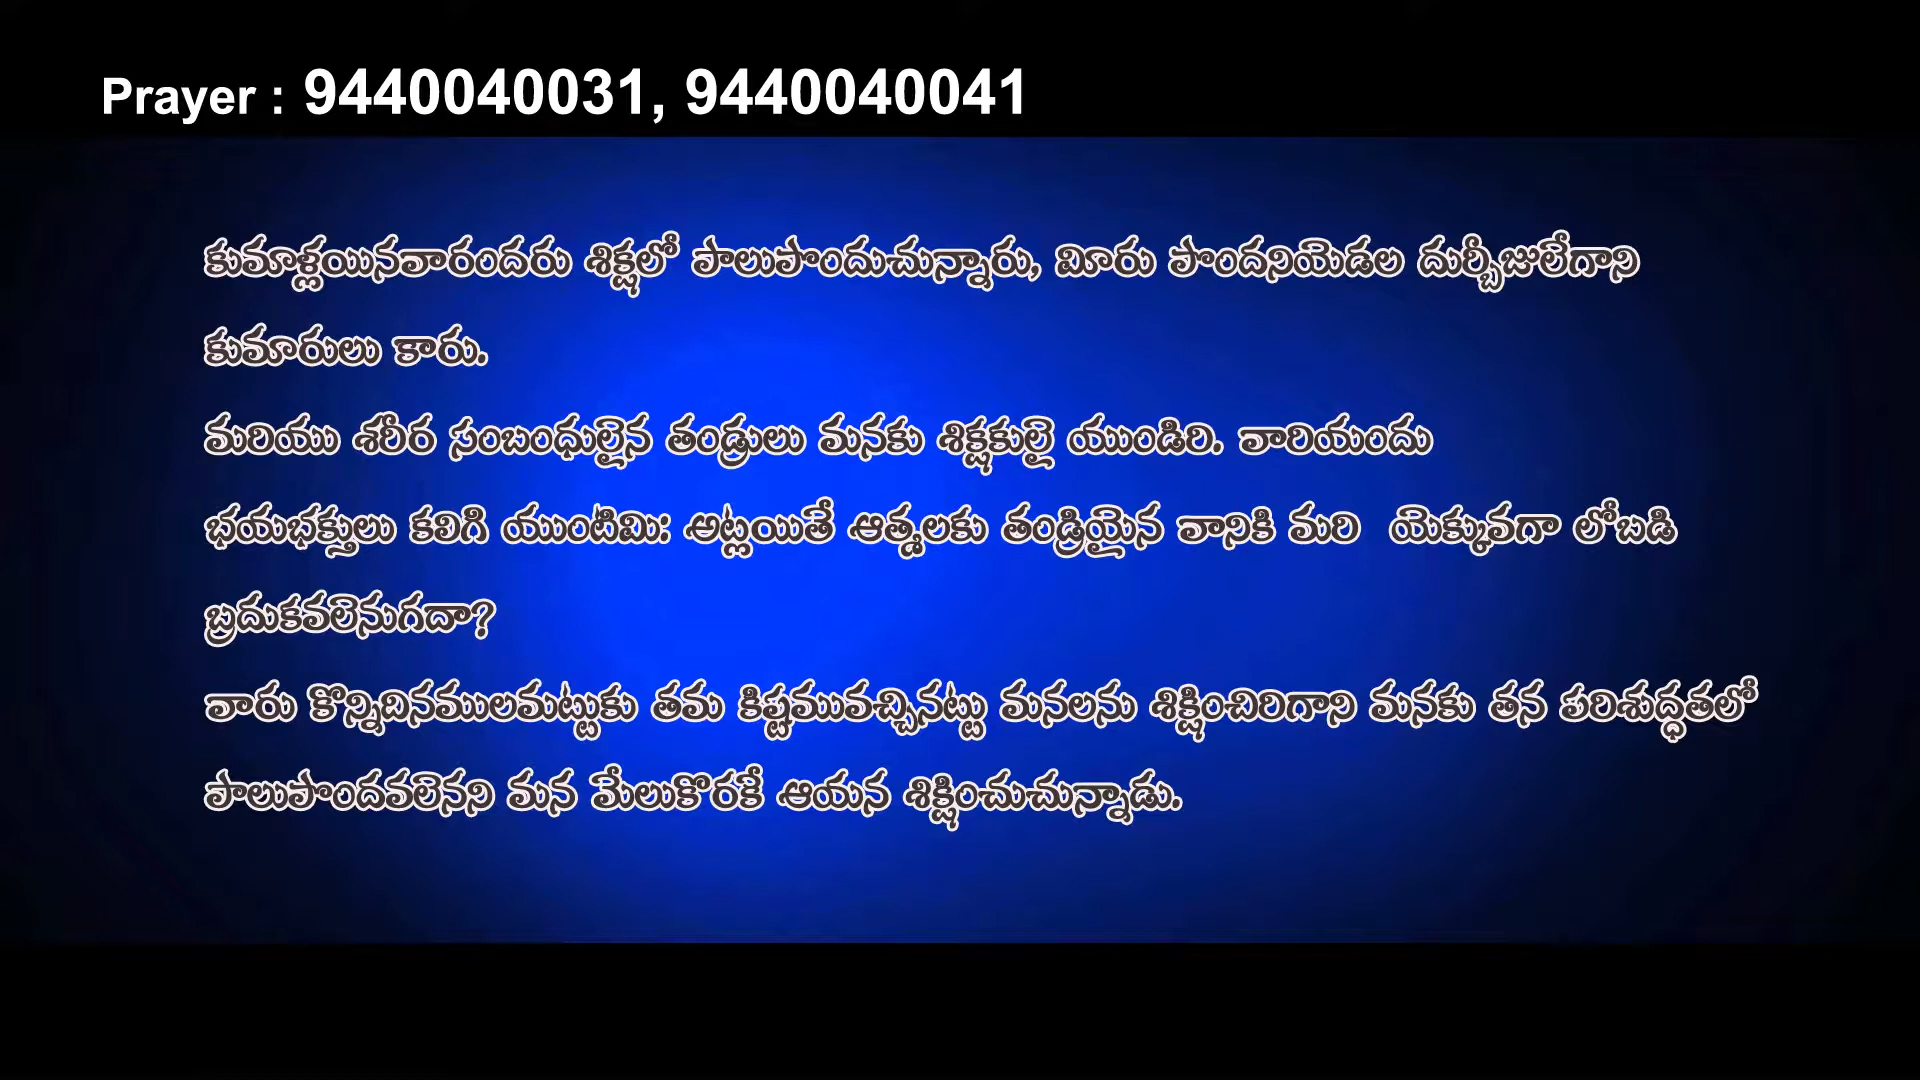 Prayer : 9440040031, 9440040041
కుమాళ్లయినవారందరు శిక్షలో పాలుపొందుచున్నారు, మీరు పొందనియెడల దుర్బీజులేగాని
కుమారులు కారు.
మరియు శరీర సంబంధులైన తండ్రులు మనకు శిక్షకులై యుండిరి. వారియందు
భయభక్తులు కలిగి యుంటిమి: అట్లయితే ఆత్మలకు తండ్రియైన వానికి మరి యెక్కువగా లోబడి
బ్రదుకవలెనుగదా?
వారు కొన్నిదినములమట్టుకు తమ కిష్టమువచ్చినట్టు మనలను శిక్షించిరిగాని మనకు తన పరిశుద్ధతలో
పాలుపొందవలెనని మన మేలుకొరకే ఆయన శిక్షించుచున్నాడు.